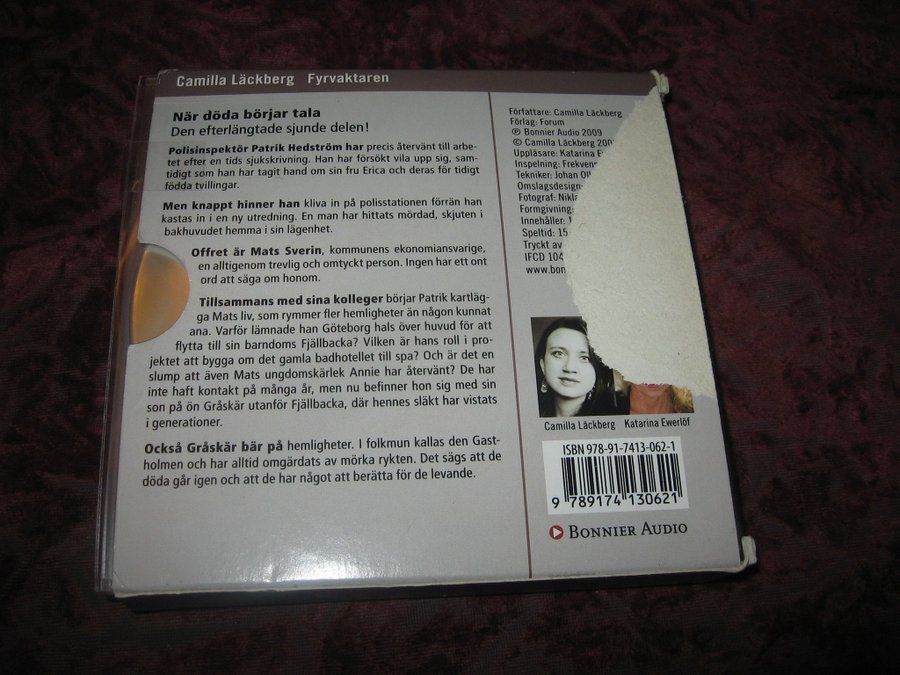 Camilla Läckberg Fyrvaktaren
När döda börjar tala
Den efterlängtade sjunde delen!
Polisinspektör Patrik Hedström har precis återvänt till arbe-
tet efter en tids sjukskrivning. Han har försökt vila upp sig, sam-
tidigt som han har tagit hand om sin fru Erica och deras för tidigt
födda tvillingar.
Men knappt hinner han kliva in på polisstationen förrän han
kastas in i en ny utredning. En man har hittats mördad, skjuten i
bakhuvudet hemma i sin lägenhet.
Offret är Mats Sverin, kommunens ekonomiansvarige,
en alltigenom trevlig och omtyckt person. Ingen har ett ont
ord att säga om honom.
Tillsammans med sina kolleger börjar Patrik kartläg-
ga Mats liv, som rymmer fler hemligheter än någon kunnat
ana. Varför lämnade han Göteborg hals över huvud för att
flytta till sin barndoms Fjällbacka? Vilken är hans roll i pro-
jektet att bygga om det gamla badhotellet till spa? Och är det en
slump att även Mats ungdomskärlek Annie har återvänt? De har
inte haft kontakt på många år, men nu befinner hon sig med sin
son på ön Gråskär utanför Fjällbacka, där hennes släkt har vistats
i generationer.
Också Gråskär bär på hemligheter. I folkmun kallas den Gast-
holmen och har alltid omgärdats av mörka rykten. Det sägs att de
döda går igen och att de har något att berätta för de levande.
Författare: Camilla Läckberg
Förlag: Forum
℗ Bonnier Audio 2009
© Camilla Läckberg
Uppläsare: Katarina
Inspelning:
Tekniker: Johan
Omslagsdesign
Fotograf:
Formgivning:
Innehåller:
Speltid: 15
Tryckt av
IFCD 104
Camilla Läckberg Katarina Ewerlöf
ISBN 978-91-7413-062-1
9 789174 130621
BONNIER AUDIO